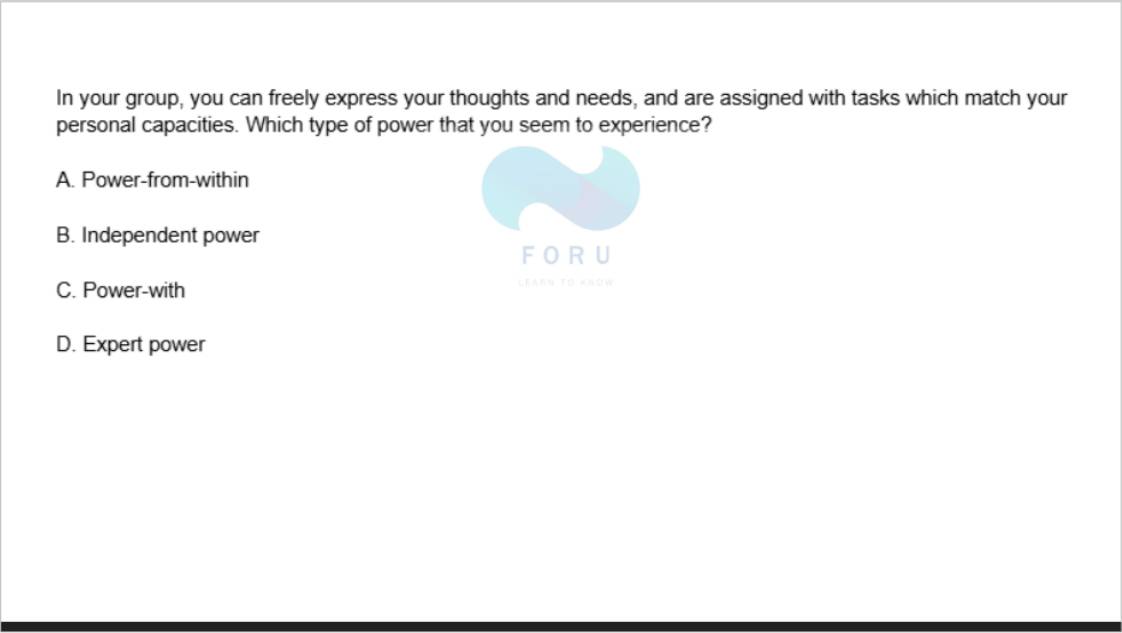 In your group, you can freely express your thoughts and needs, and are assigned with tasks which match your
personal capacities. Which type of power that you seem to experience?
A. Power-from-within
B. Independent power
C. Power-with
D. Expert power
FORU
LEARN TO KNOW